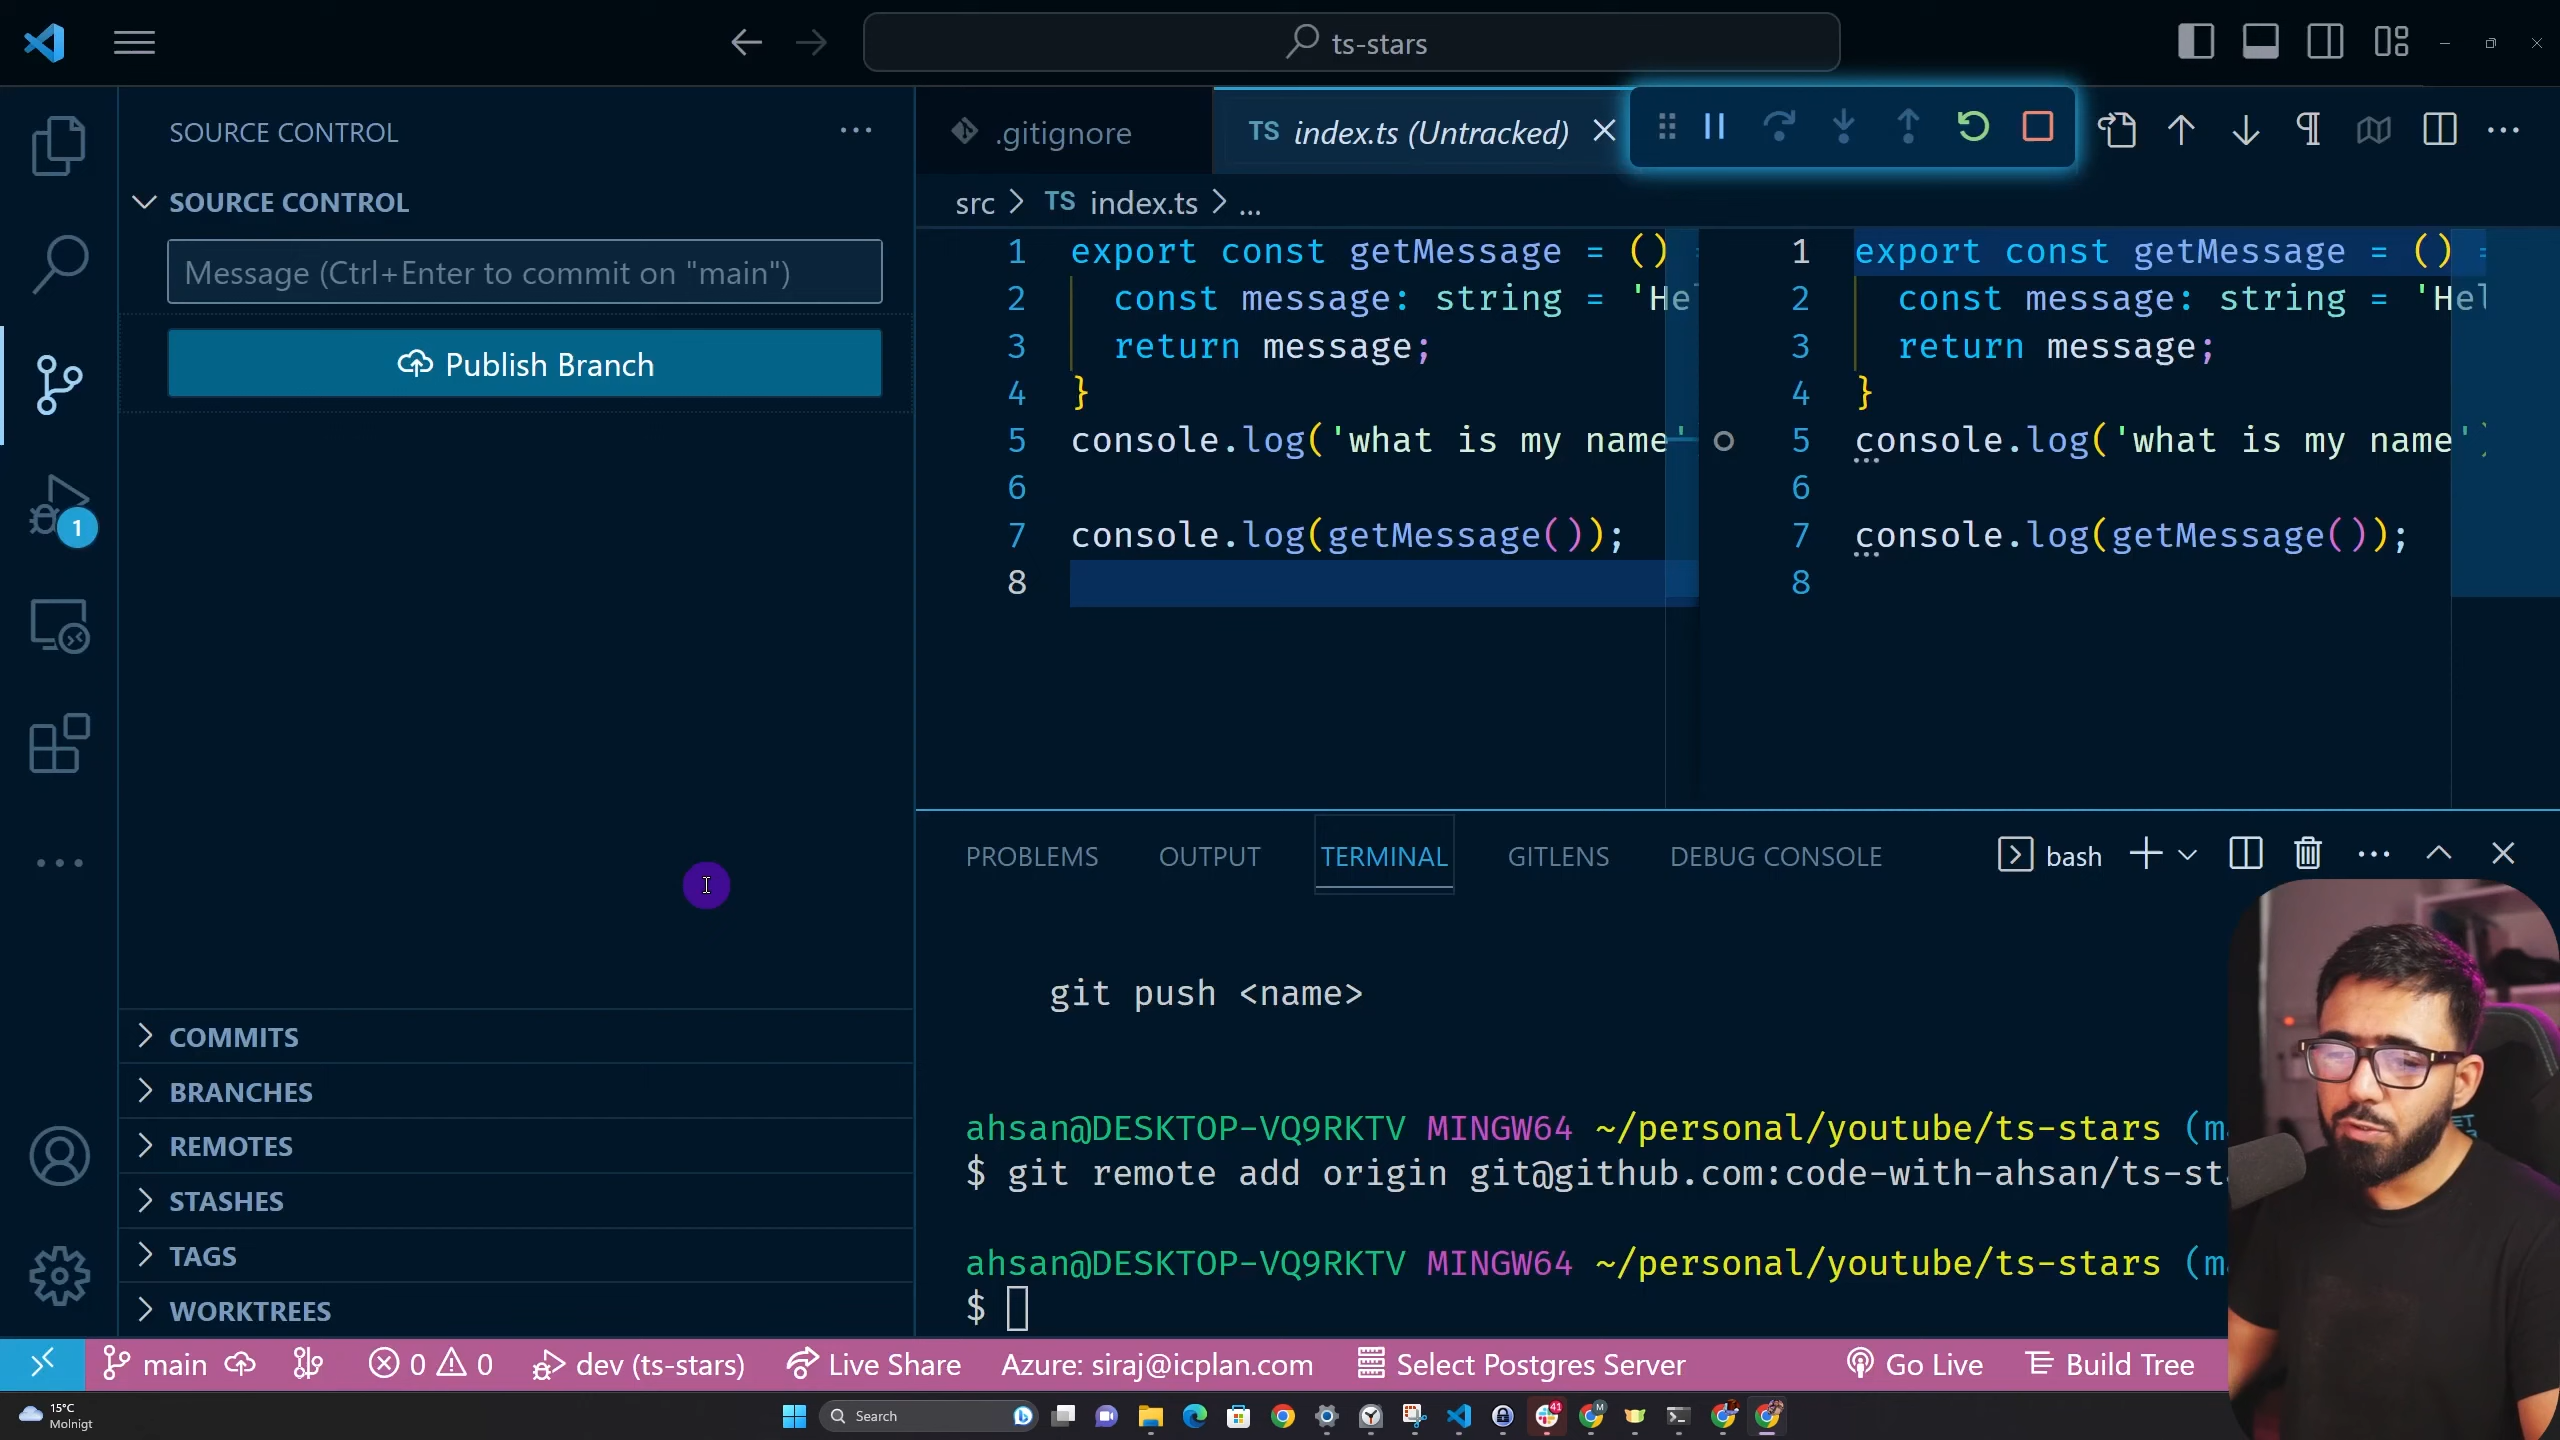 ts-stars
SOURCE CONTROL
SOURCE CONTROL
Message (Ctrl+Enter to commit on "main")
Publish Branch
1
COMMITS
BRANCHES
REMOTES
STASHES
TAGS
WORKTREES
.gitignore
TS index.ts (Untracked)
src > TS index.ts > ...
1 export const getMessage = ()
2 const message: string = 'Hel
3 return message;
4 }
5 console.log('what is my name'
6
7 console.log(getMessage());
8
1 export const getMessage = () =
2 const message: string = 'Hel
3 return message;
4 }
5 console.log('what is my name')
6
7 console.log(getMessage());
8
PROBLEMS OUTPUT TERMINAL GITLENS DEBUG CONSOLE bash
git push <name>
ahsan@DESKTOP-VQ9RKTV MINGW64 ~/personal/youtube/ts-stars (m
$ git remote add origin git@github.com:code-with-ahsan/ts-st
ahsan@DESKTOP-VQ9RKTV MINGW64 ~/personal/youtube/ts-stars (m
$
main 0 0 dev (ts-stars) Live Share Azure: siraj@icplan.com Select Postgres Server Go Live Build Tree
15°C
Molnigt
Search
41
M